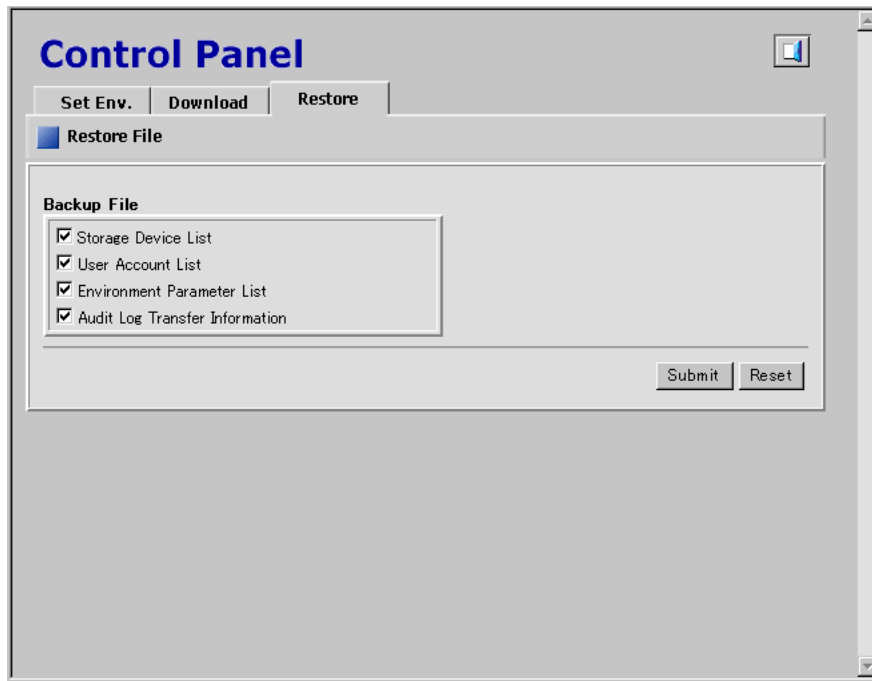 Control Panel
Set Env. Download Restore
Restore File
Backup File
Storage Device List
User Account List
Environment Parameter List
Audit Log Transfer Information
Submit Reset